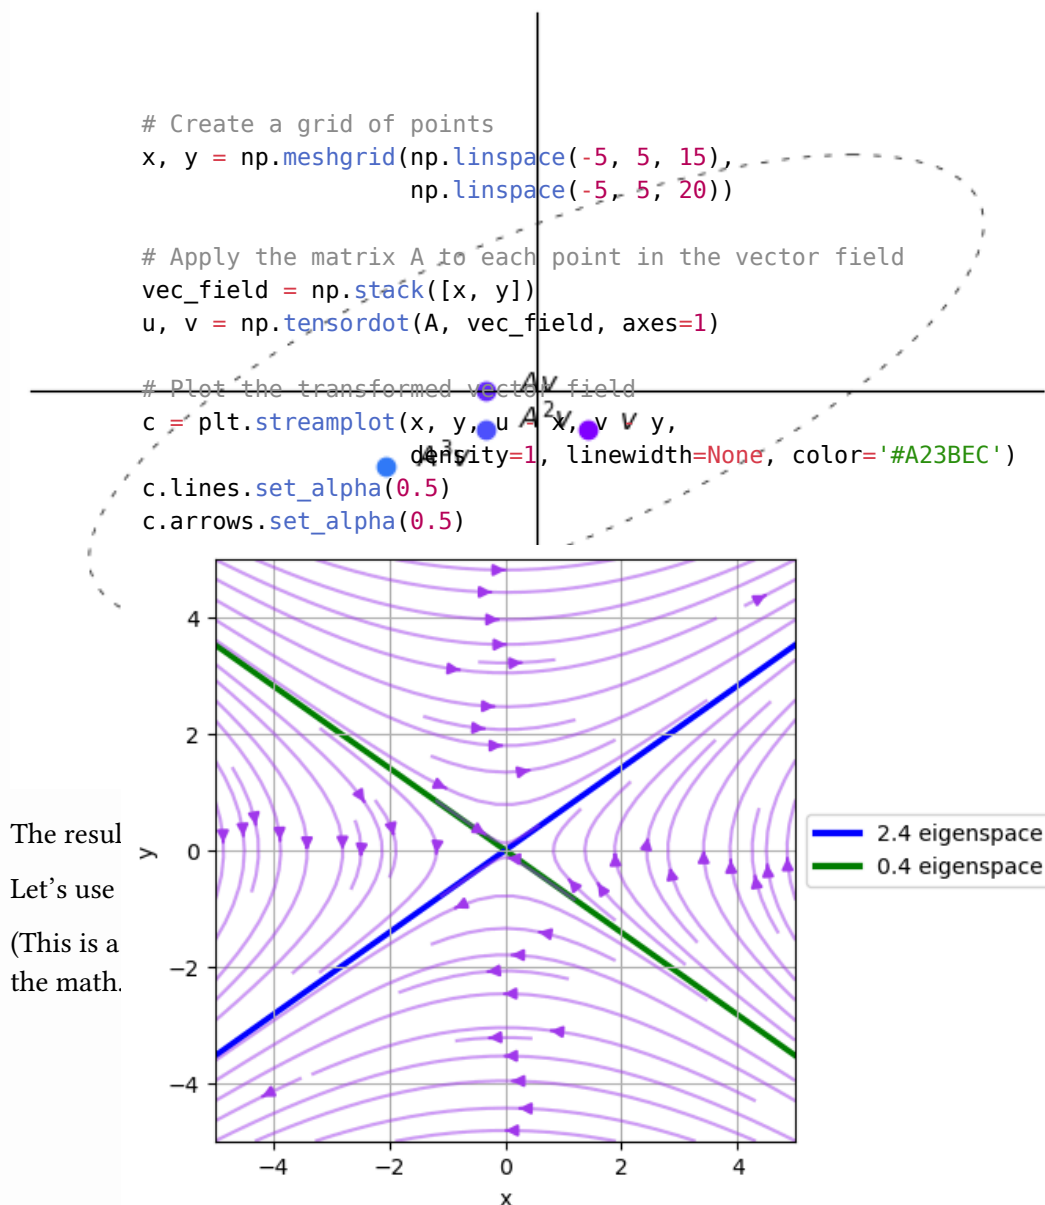 # Create a grid of points
x, y = np.meshgrid(np.linspace(-5, 5, 15),
np.linspace(-5, 5, 20))
# Apply the matrix A to each point in the vector field
vec_field = np.stack([x, y])
u, v = np.tensordot(A, vec_field, axes=1)
# Plot the transformed vector field
Av
c = plt.streamplot(x, y, u - x, v - y,
A²v
v
density=1, linewidth=None, color='#A23BEC')
A³v
c.lines.set_alpha(0.5)
c.arrows.set_alpha(0.5)
4
2
0
−2
−4
y
−4 −2 0 2 4
x
2.4 eigenspace
0.4 eigenspace
The resul
Let’s use
(This is a
the math.